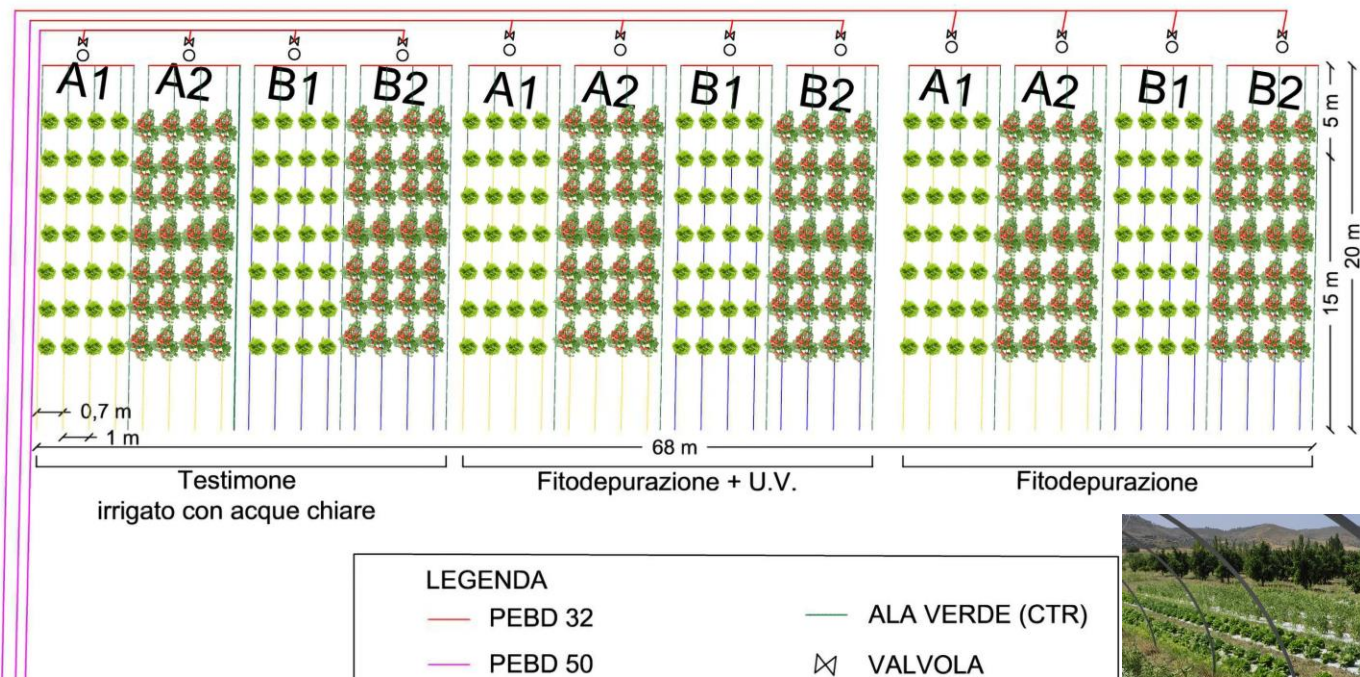 A1 A2 B1 B2 A1 A2 B1 B2 A1 A2 B1 B2
5 m
15 m
20 m
0,7 m
1 m
68 m
Testimone
irrigato con acque chiare
Fitodepurazione + U.V.
Fitodepurazione
LEGENDA
PEBD 32
ALA VERDE (CTR)
PEBD 50
VALVOLA